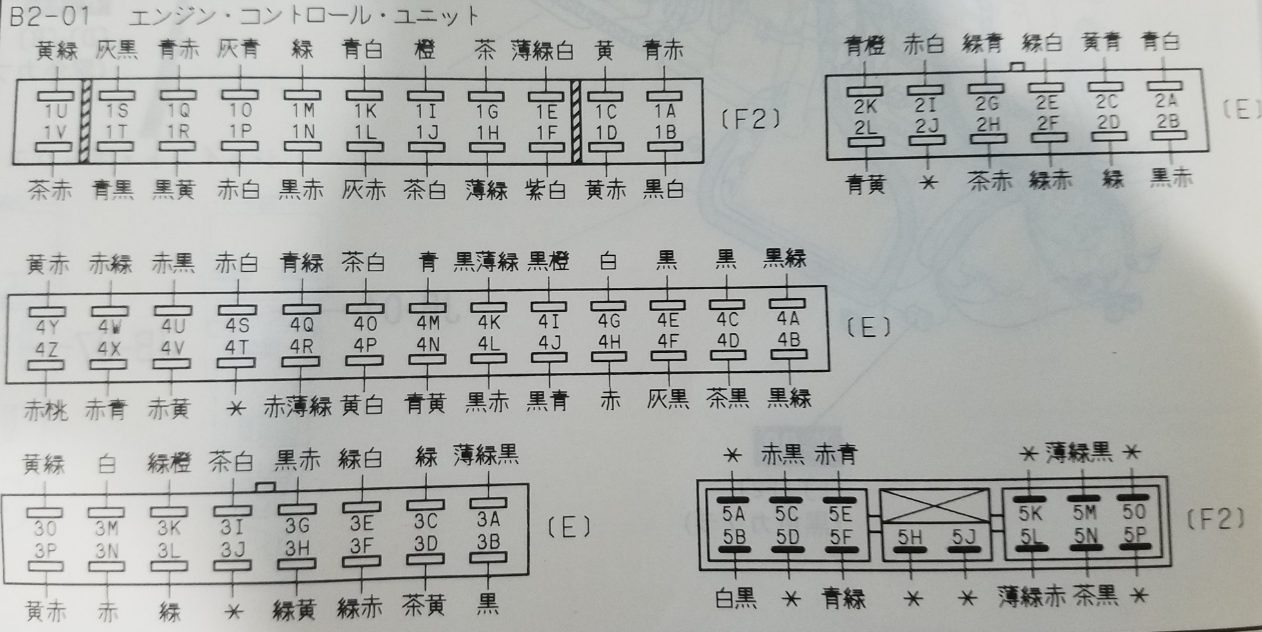 B2-01 エンジン・コントロール・ユニット
黄緑 灰黒 青赤 灰青 緑 青白 橙 茶 薄緑白 黄 青赤
1U 1S 1Q 1O 1M 1K 1I 1G 1E 1C 1A
1V 1T 1R 1P 1N 1L 1J 1H 1F 1D 1B
(F2)
茶赤 青黒 黒黄 赤白 黒赤 灰赤 茶白 薄緑 紫白 黄赤 黒白
青橙 赤白 緑青 緑白 黄青 青白
2K 2I 2G 2E 2C 2A
2L 2J 2H 2F 2D 2B
(E)
青黄 * 茶赤 緑赤 緑 黒赤
黄赤 赤緑 赤黒 赤白 青緑 茶白 青 黒薄緑 黒橙 白 黒 黒 黒緑
4Y 4W 4U 4S 4Q 4O 4M 4K 4I 4G 4E 4C 4A
4Z 4X 4V 4T 4R 4P 4N 4L 4J 4H 4F 4D 4B
(E)
赤桃 赤青 赤黄 * 赤薄緑 黄白 青黄 黒赤 黒青 赤 灰黒 茶黒 黒緑
黄緑 白 緑橙 茶白 黒赤 緑白 緑 薄緑黒
3O 3M 3K 3I 3G 3E 3C 3A
3P 3N 3L 3J 3H 3F 3D 3B
(E)
黄赤 赤 緑 * 緑黄 緑赤 茶黄 黒
* 赤黒 赤青 * 薄緑黒 *
5A 5C 5E 5K 5M 5O
5B 5D 5F 5H 5J 5L 5N 5P
(F2)
白黒 * 青緑 * * 薄緑赤 茶黒 *